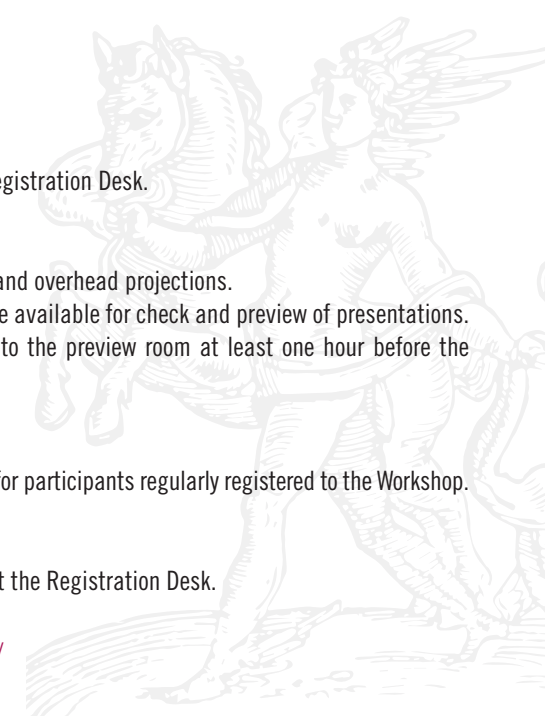 egistration Desk.
and overhead projections.
e available for check and preview of presentations.
to the preview room at least one hour before the
for participants regularly registered to the Workshop.
t the Registration Desk.